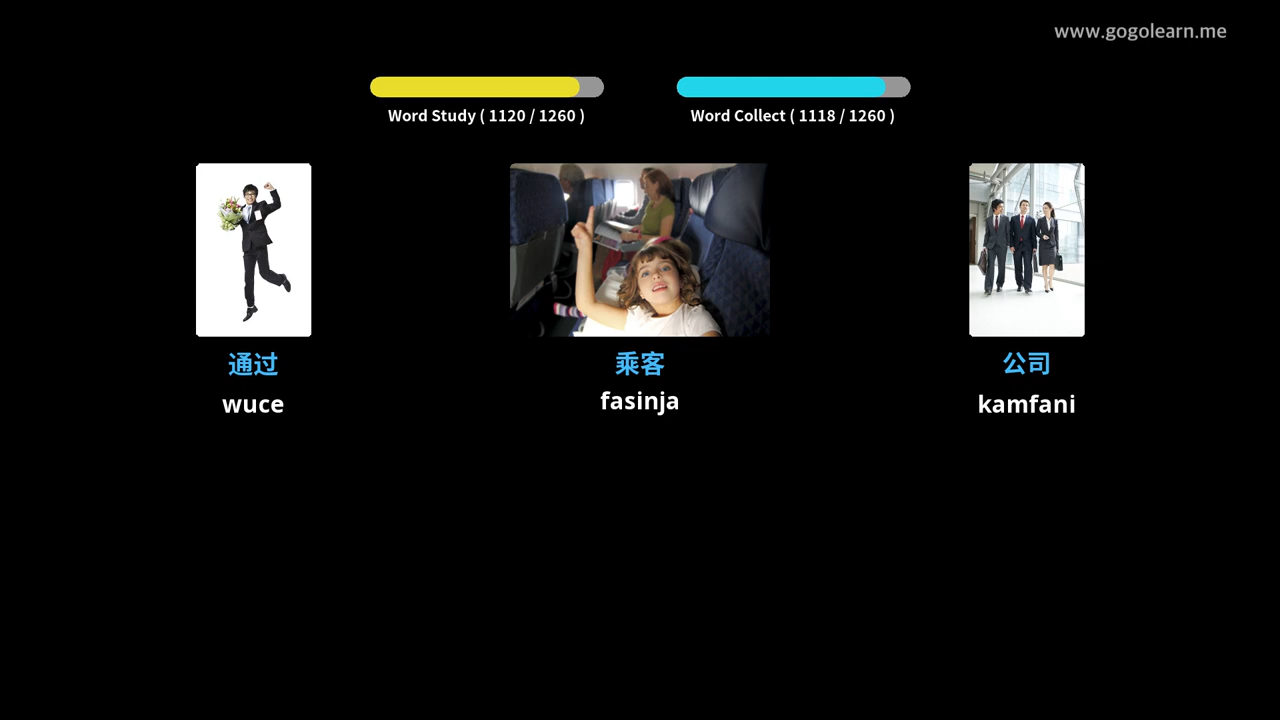 www.gogolearn.me
Word Study ( 1120 / 1260 )
Word Collect ( 1118 / 1260 )
通过
乘客
公司
wuce
fasinja
kamfani